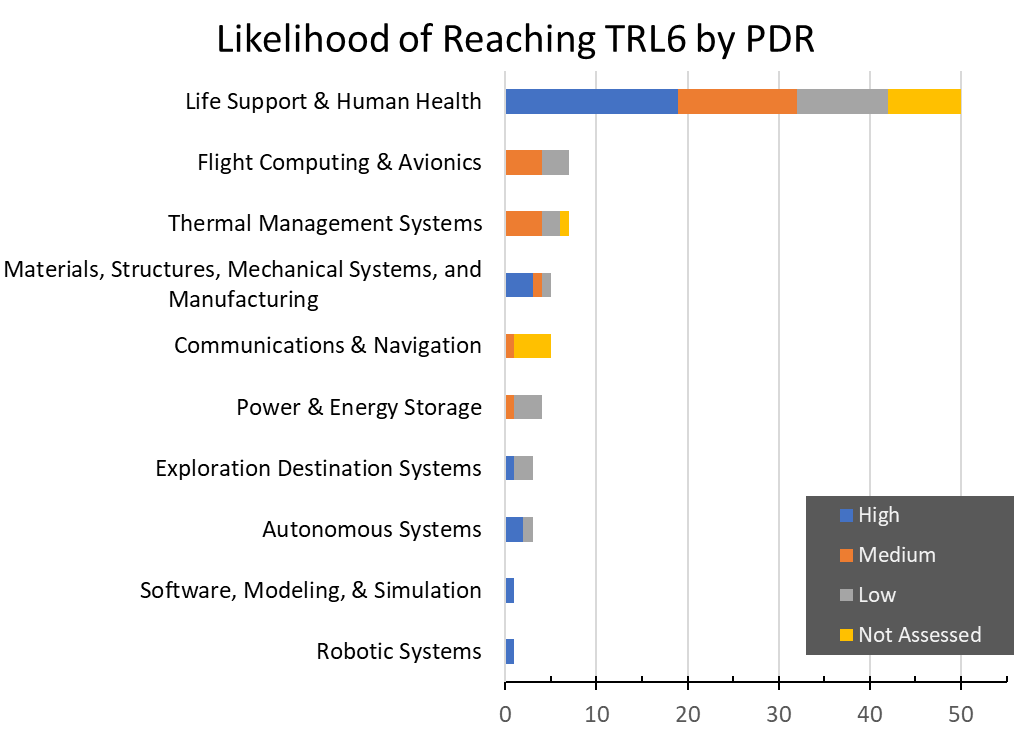 Likelihood of Reaching TRL6 by PDR
Life Support & Human Health
Flight Computing & Avionics
Thermal Management Systems
Materials, Structures, Mechanical Systems, and
Manufacturing
Communications & Navigation
Power & Energy Storage
Exploration Destination Systems
Autonomous Systems
Software, Modeling, & Simulation
Robotic Systems
High
Medium
Low
Not Assessed
0 10 20 30 40 50